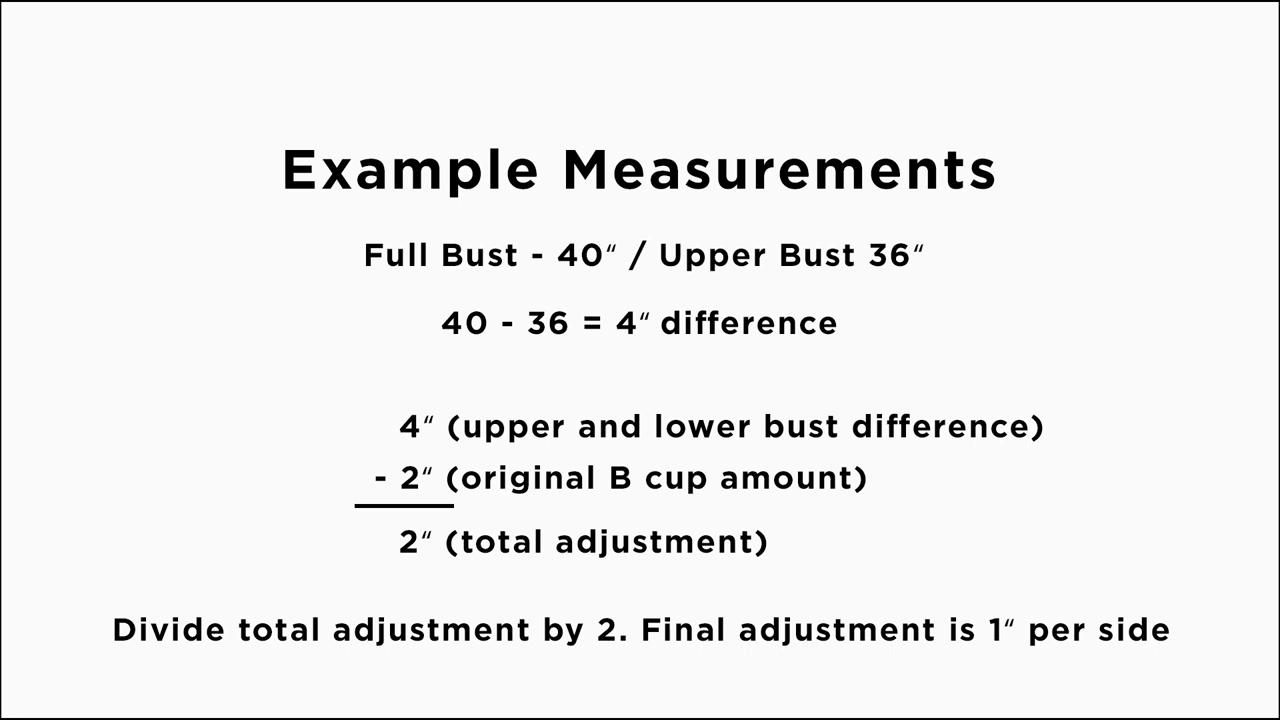 Example Measurements
Full Bust - 40“ / Upper Bust 36“
40 - 36 = 4“ difference
4“ (upper and lower bust difference)
- 2“ (original B cup amount)
2“ (total adjustment)
Divide total adjustment by 2. Final adjustment is 1“ per side